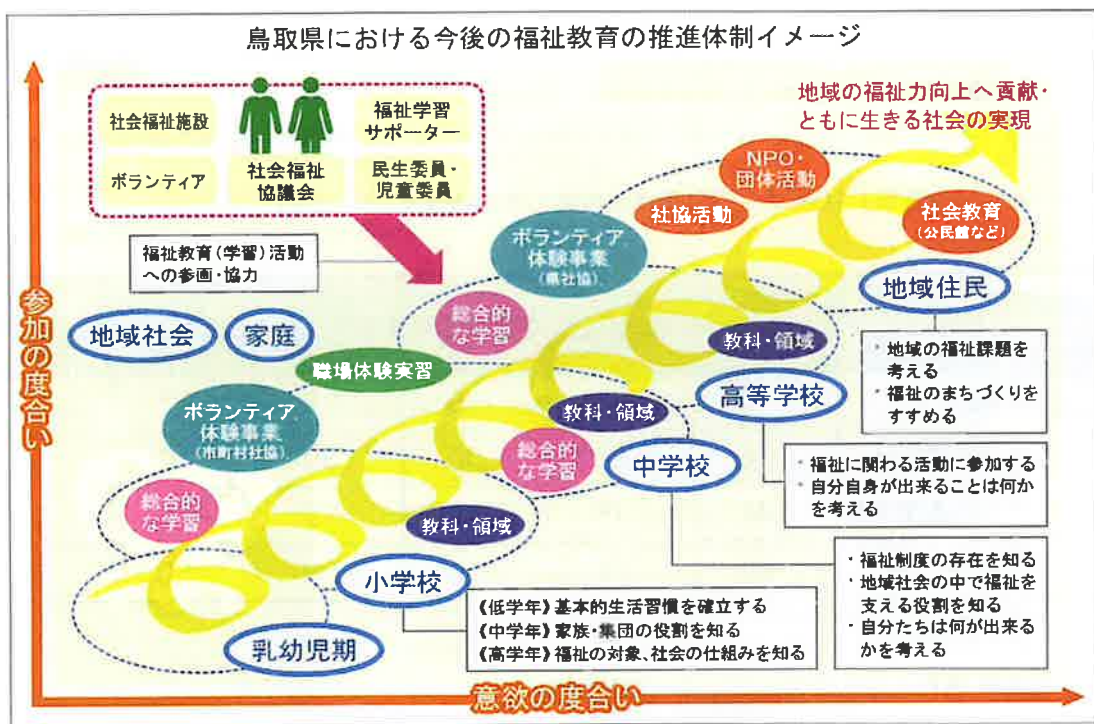 鳥取県における今後の福祉教育の推進体制イメージ
社会福祉施設
福祉学習
サポーター
ボランティア
社会福祉
協議会
民生委員・
児童委員
地域の福祉力向上へ貢献・
ともに生きる社会の実現
NPO・
団体活動
社協活動
社会教育
(公民館など)
ボランティア
体験事業
(県社協)
福祉教育(学習)活動
への参画・協力
地域住民
総合的
な学習
地域社会
家庭
教科・領域
職場体験実習
・地域の福祉課題を
考える
・福祉のまちづくりを
すすめる
高等学校
ボランティア
体験事業
(市町村社協)
教科・領域
総合的
な学習
中学校
・福祉に関わる活動に参加する
・自分自身が出来ることは何か
を考える
総合的
な学習
教科・領域
小学校
・福祉制度の存在を知る
・地域社会の中で福祉を
支える役割を知る
・自分たちは何が出来る
かを考える
《低学年》基本的生活習慣を確立する
《中学年》家族・集団の役割を知る
《高学年》福祉の対象、社会の仕組みを知る
乳幼児期
参加の度合い
意欲の度合い